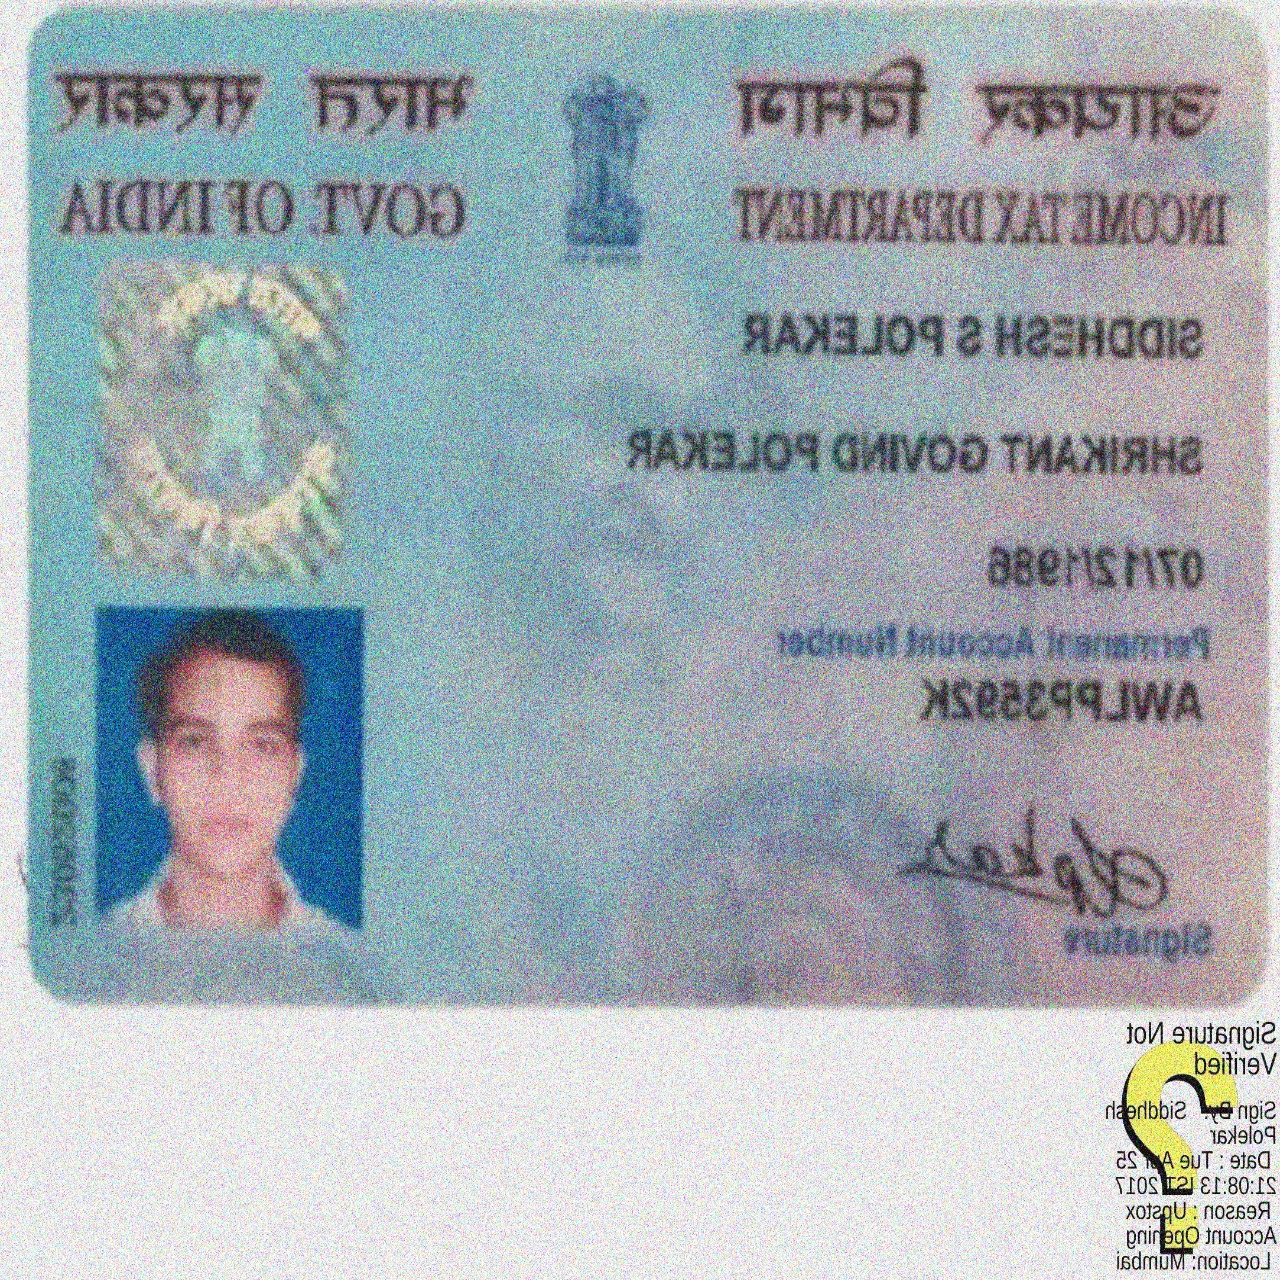 आयकर विभाग
INCOME TAX DEPARTMENT
भारत सरकार
GOVT. OF INDIA
SIDDHESH S POLEKAR
SHRIKANT GOVIND POLEKAR
07/12/1986
Permanent Account Number
AWLPP3592K
Signature
Signature Not
Verified
Sign By: Siddhesh
Polekar
Date : Tue Apr 25
21:08:13 IST 2017
Reason : Upstox
Account Opening
Location: Mumbai